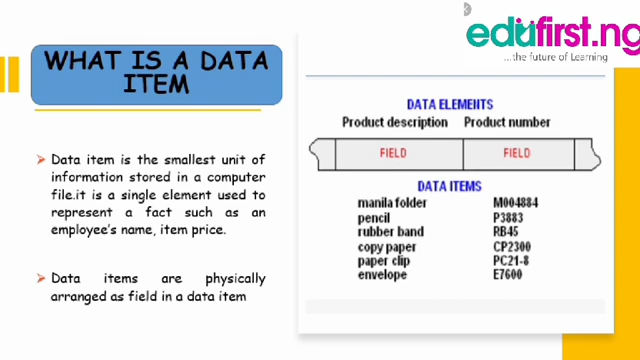 edufirst.ng
...the future of Learning
WHAT IS A DATA
ITEM
Data item is the smallest unit of
information stored in a computer
file.it is a single element used to
represent a fact such as an
employee's name, item price.
Data items are physically
arranged as field in a data item
DATA ELEMENTS
Product description Product number
FIELD FIELD
DATA ITEMS
manila folder M004884
pencil P3883
rubber band RB45
copy paper CP2300
paper clip PC21-8
envelope E7600